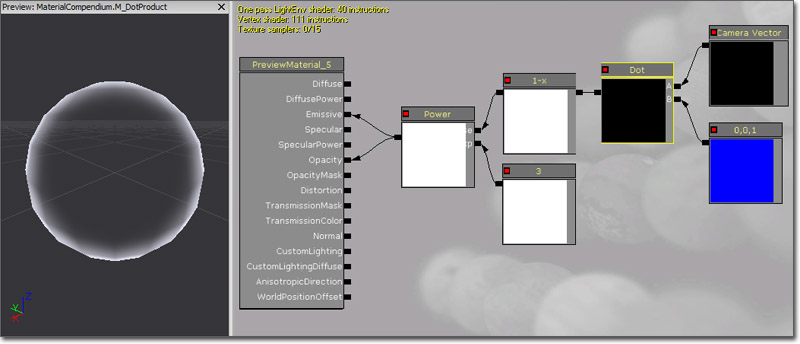 Preview: MaterialCompendium.M_DotProduct
One pass LightEnv shader: 40 instructions
Vertex shader: 111 instructions
Texture samplers: 0/15
PreviewMaterial_5
Diffuse
DiffusePower
Emissive
Specular
SpecularPower
Opacity
OpacityMask
Distortion
TransmissionMask
TransmissionColor
Normal
CustomLighting
CustomLightingDiffuse
AnisotropicDirection
WorldPositionOffset
Power
se
xp
1-x
3
Dot
A
B
Camera Vector
0,0,1
Z
Y
X